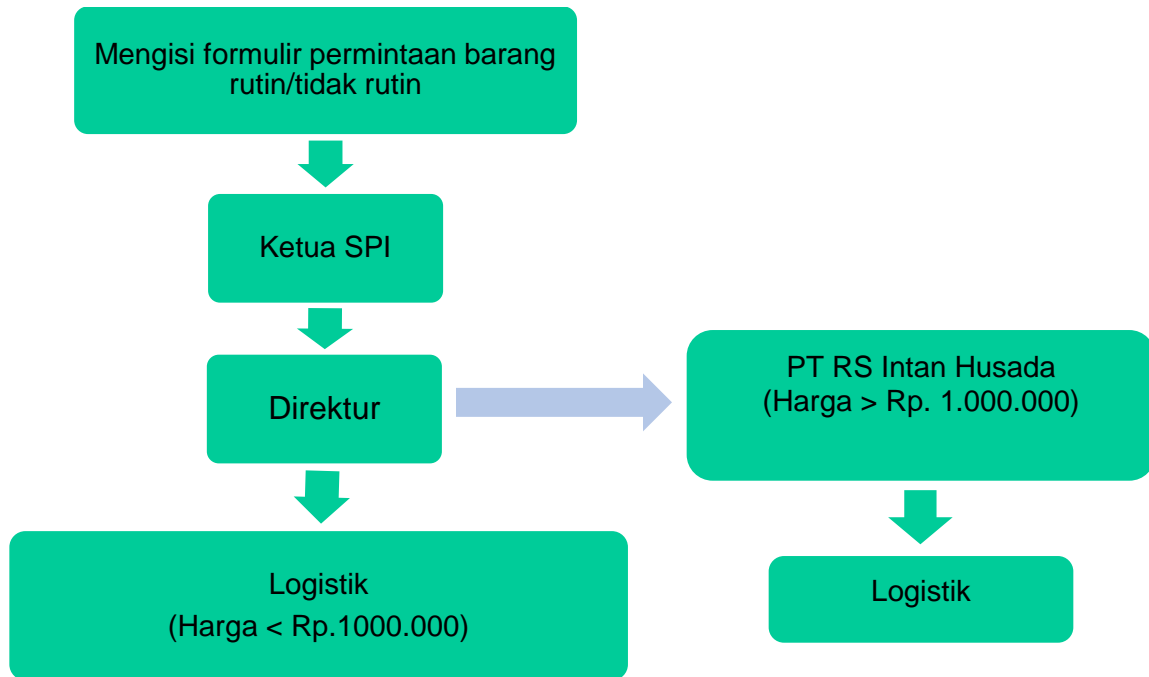 Mengisi formulir permintaan barang
rutin/tidak rutin
Ketua SPI
Direktur
PT RS Intan Husada
(Harga > Rp. 1.000.000)
Logistik
(Harga < Rp.1000.000)
Logistik